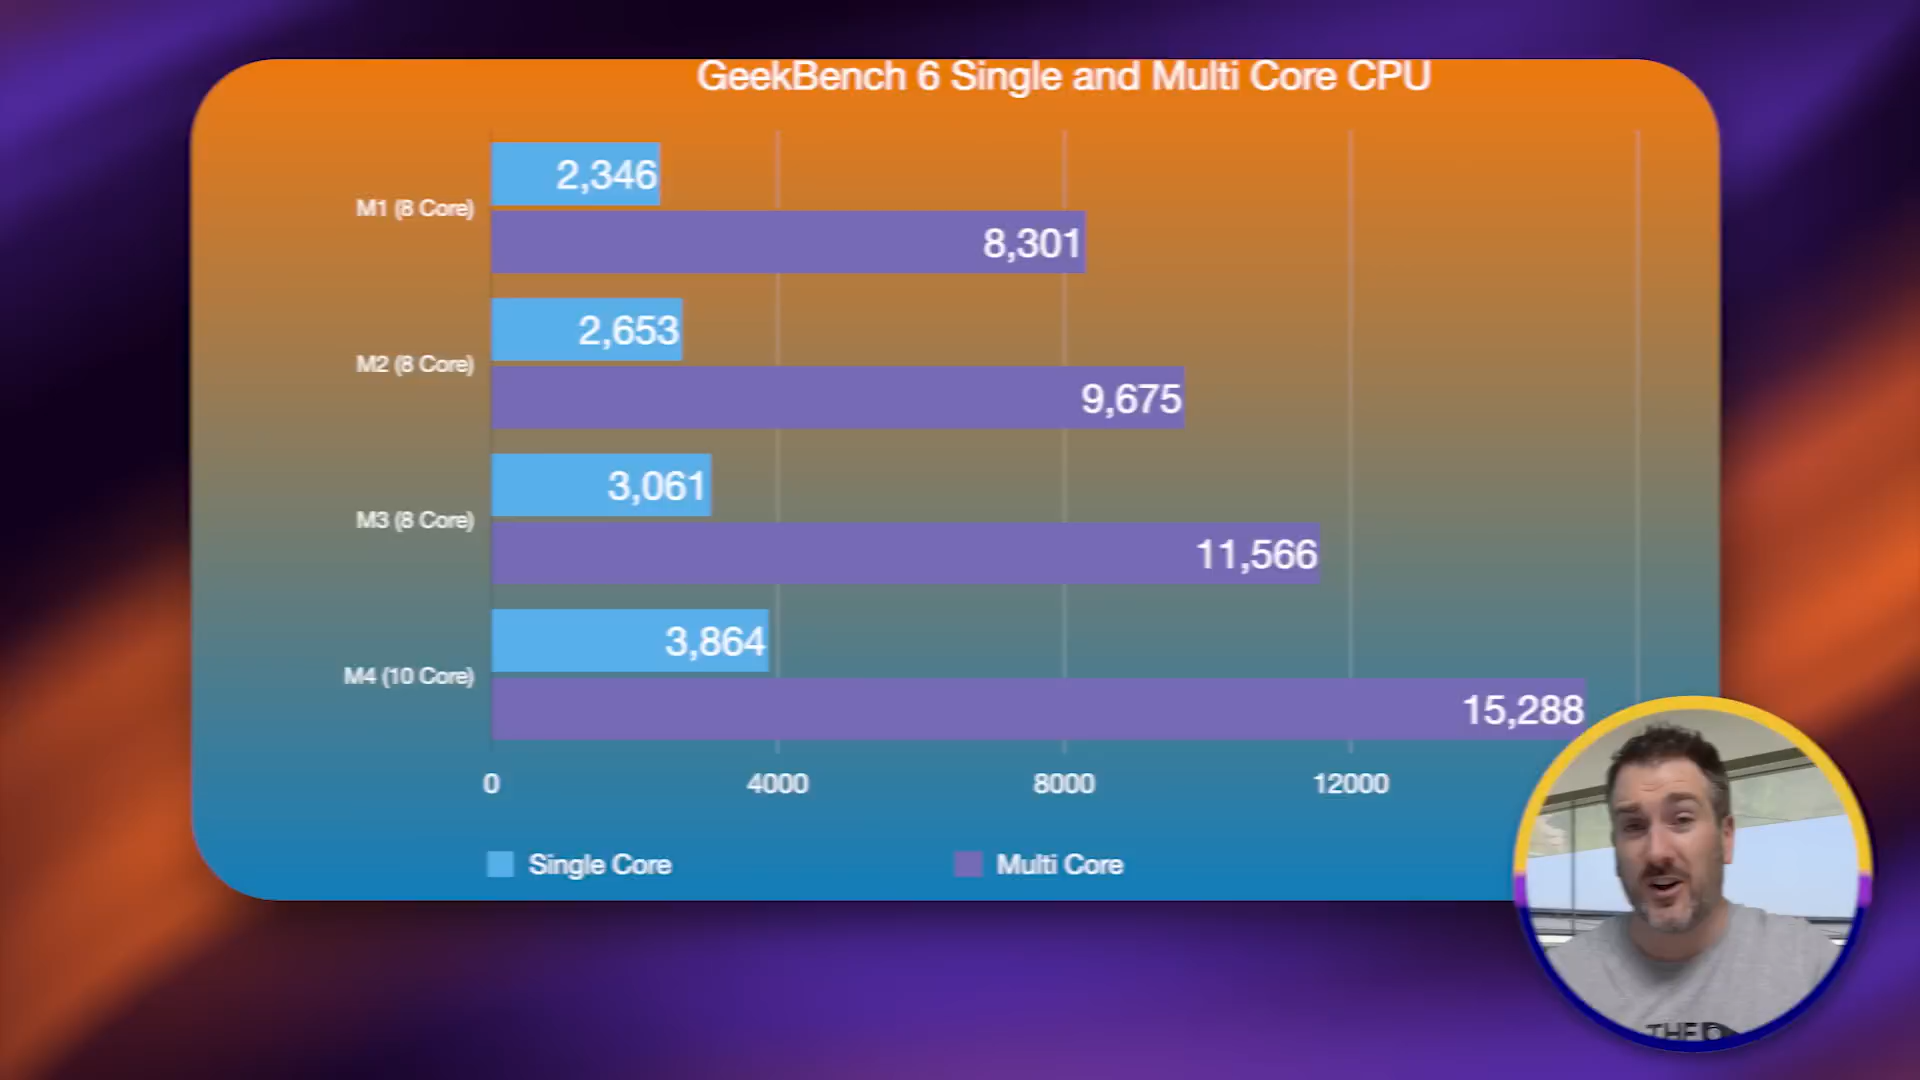 GeekBench 6 Single and Multi Core CPU
M1 (8 Core)
2,346
8,301
M2 (8 Core)
2,653
9,675
M3 (8 Core)
3,061
11,566
M4 (10 Core)
3,864
15,288
0 4000 8000 12000
Single Core Multi Core
THE